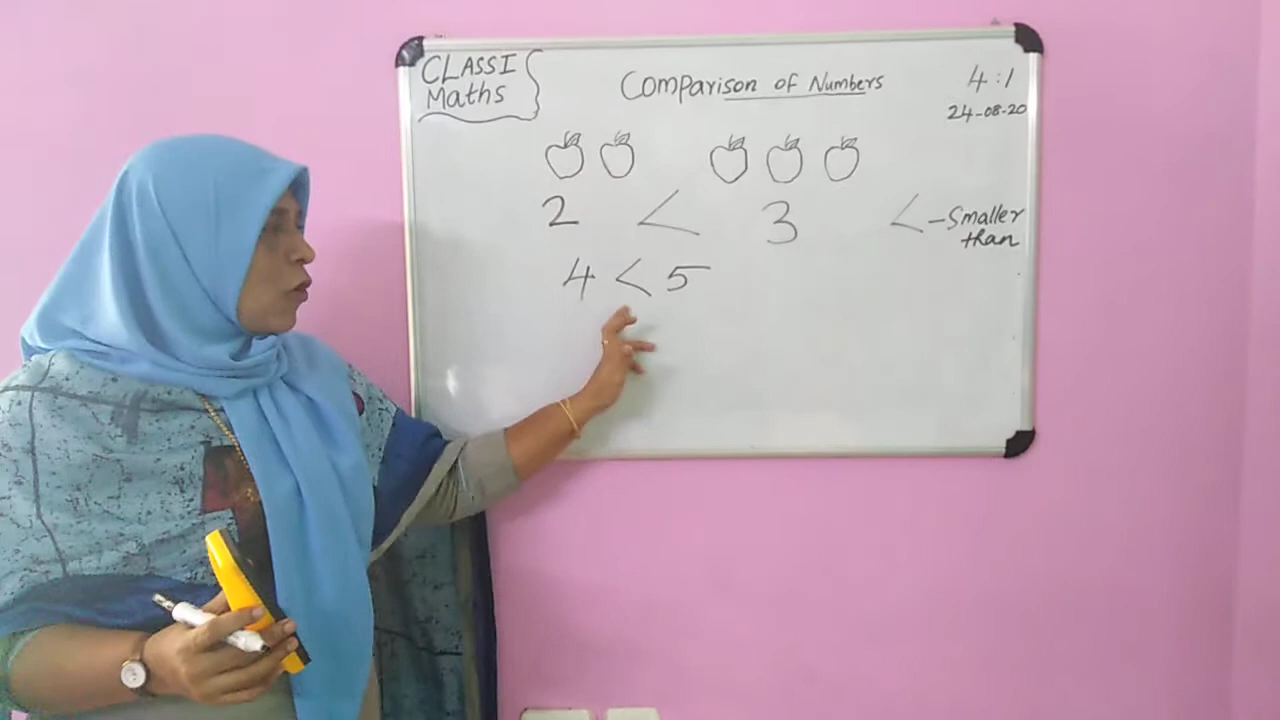 CLASS I
Maths
Comparison of Numbers
4:1
24-08-20
2 < 3
< - Smaller
than
4 < 5